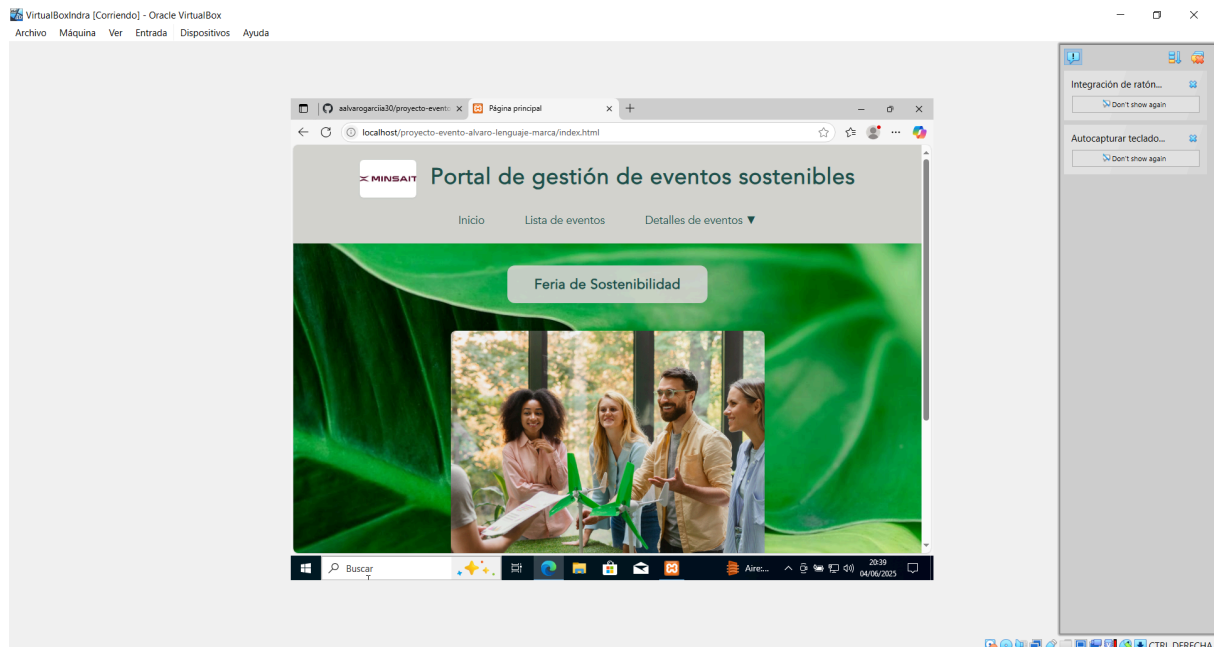 VirtualBoxIndra [Corriendo] - Oracle VirtualBox
Archivo Máquina Ver Entrada Dispositivos Ayuda
Integración de ratón...
Don't show again
Autocapturar teclado...
Don't show again
aalvarogarciia30/proyecto-evento
Página principal
localhost/proyecto-evento-alvaro-lenguaje-marca/index.html
MINSAIT
Portal de gestión de eventos sostenibles
Inicio Lista de eventos Detalles de eventos ▼
Feria de Sostenibilidad
Buscar
Aire:...
20:39
04/06/2025
CTRL DERECHA